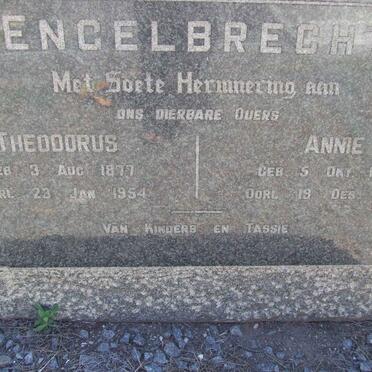 ENGELBRECH
Met Soete Herinnering aan
ONS DIERBARE OUERS
THEODORUS ANNIE
GEB 3 AUG 1877 GEB 5 OKT
OORL 23 JAN 1954 OORL 19 DES
VAN KINDERS EN TASSIE